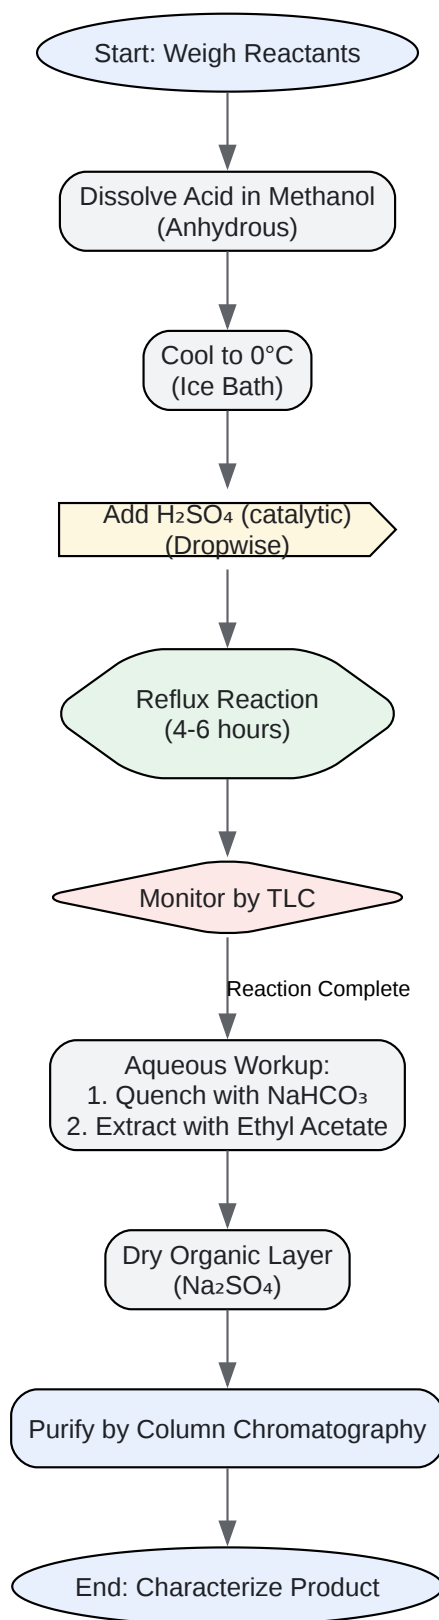 Start: Weigh Reactants
Dissolve Acid in Methanol
(Anhydrous)
Cool to 0°C
(Ice Bath)
Add H₂SO₄ (catalytic)
(Dropwise)
Reflux Reaction
(4-6 hours)
Monitor by TLC
Reaction Complete
Aqueous Workup:
1. Quench with NaHCO₃
2. Extract with Ethyl Acetate
Dry Organic Layer
(Na₂SO₄)
Purify by Column Chromatography
End: Characterize Product